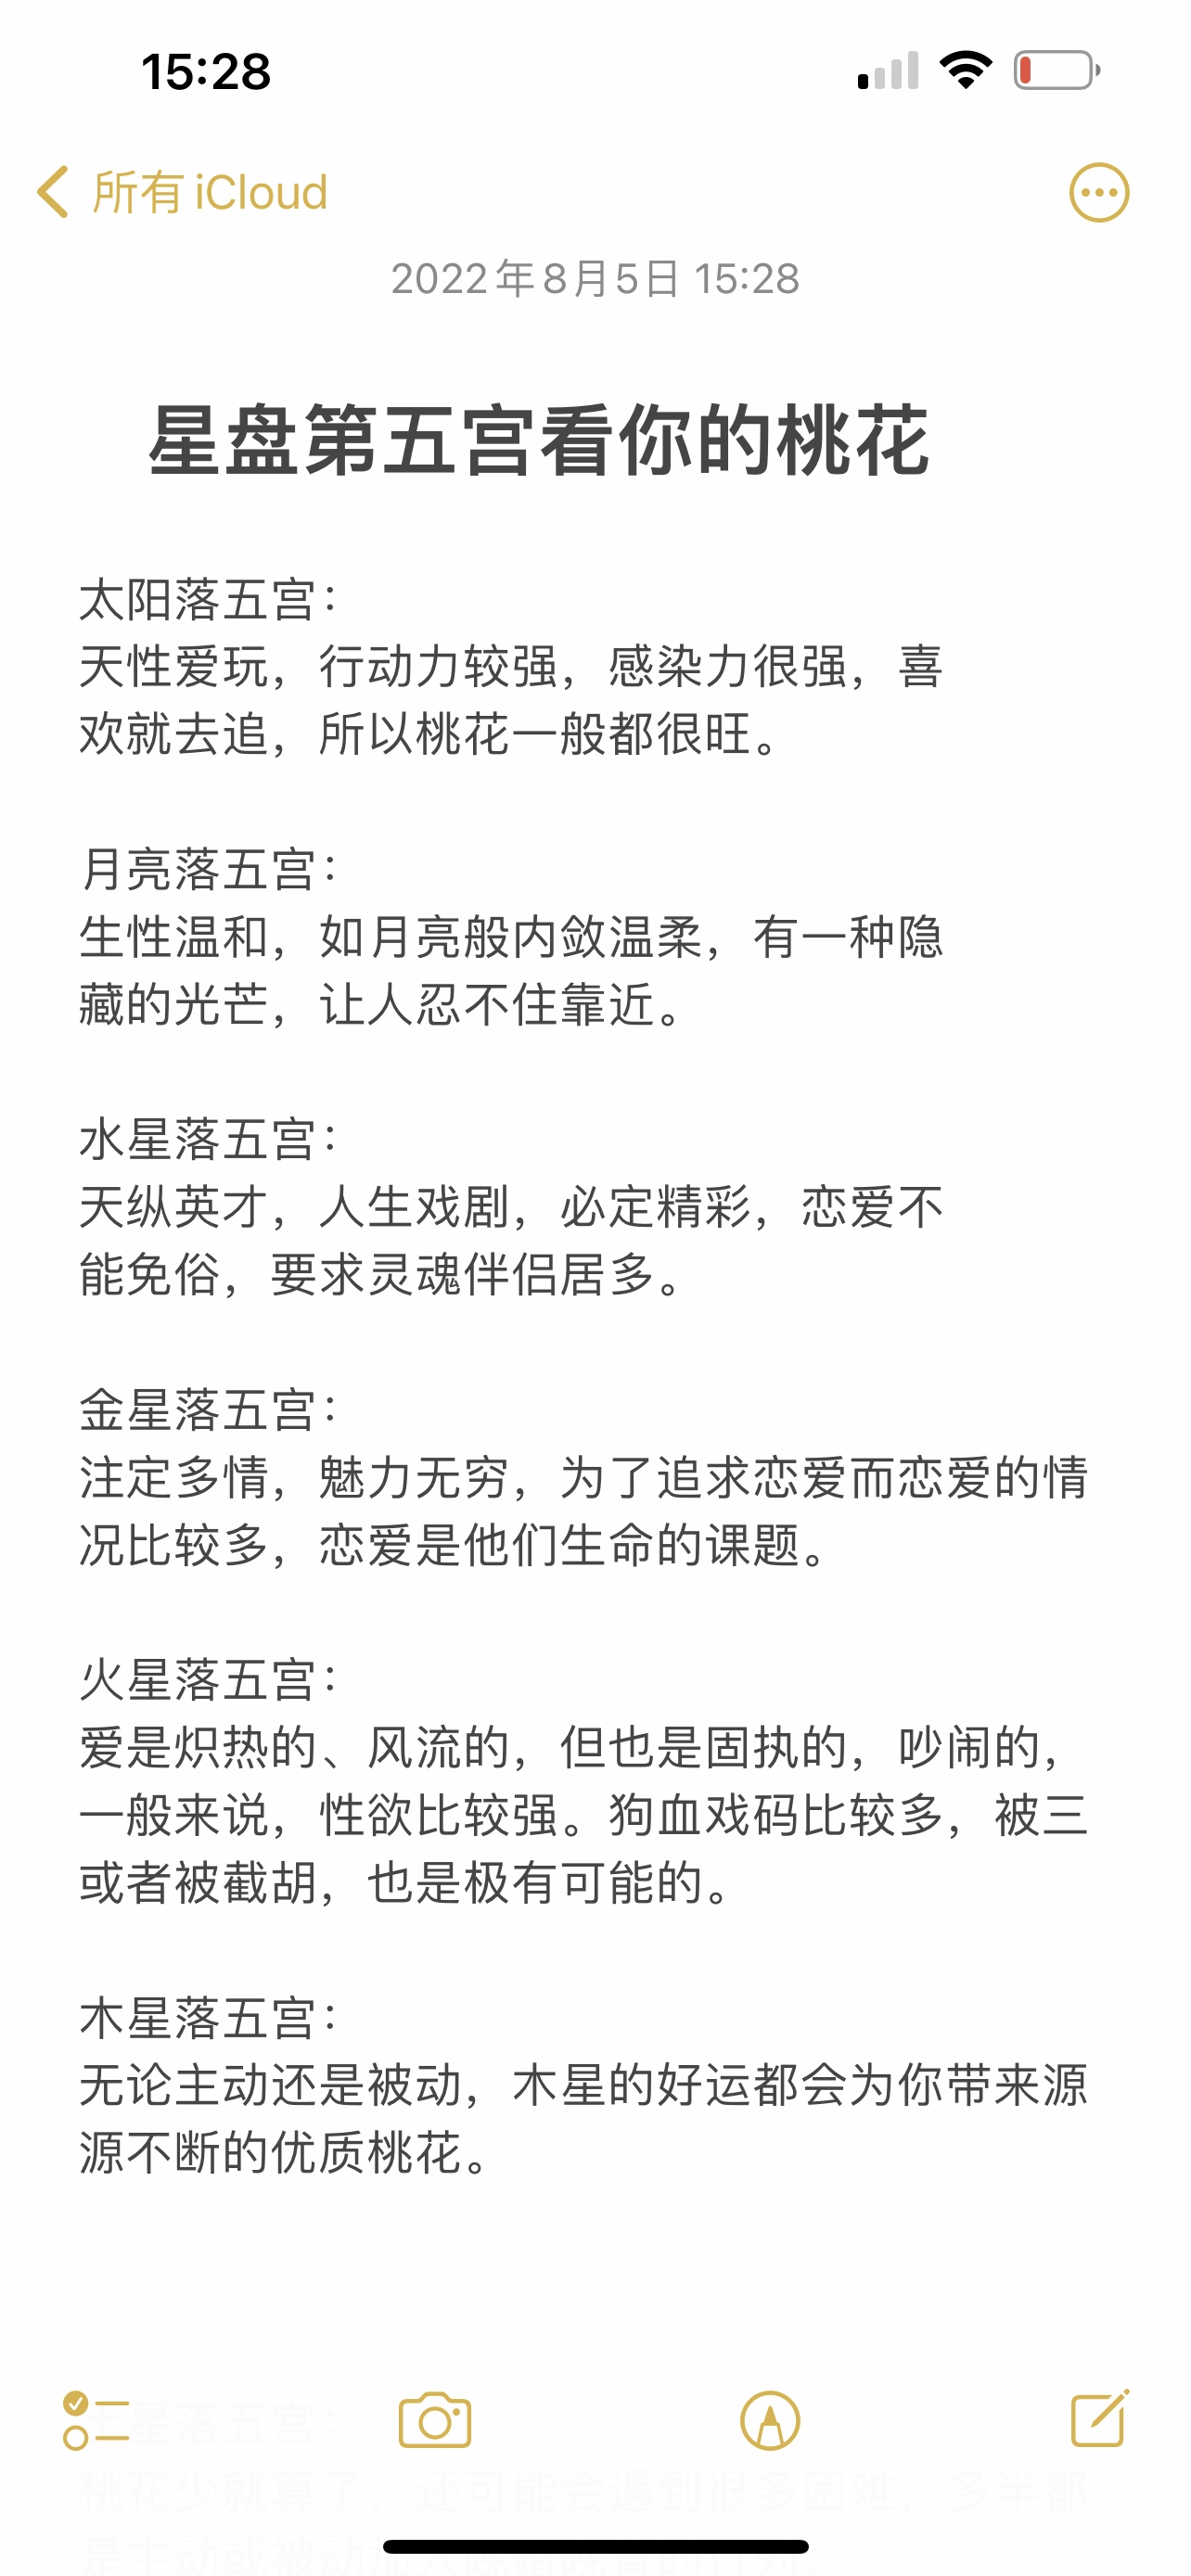 15:28
所有 iCloud
2022年8月5日 15:28
星盘第五宫看你的桃花
太阳落五宫：
天性爱玩，行动力较强，感染力很强，喜
欢就去追，所以桃花一般都很旺。
月亮落五宫：
生性温和，如月亮般内敛温柔，有一种隐
藏的光芒，让人忍不住靠近。
水星落五宫：
天纵英才，人生戏剧，必定精彩，恋爱不
能免俗，要求灵魂伴侣居多。
金星落五宫：
注定多情，魅力无穷，为了追求恋爱而恋爱的情
况比较多，恋爱是他们生命的课题。
火星落五宫：
爱是炽热的、风流的，但也是固执的，吵闹的，
一般来说，性欲比较强。狗血戏码比较多，被三
或者被截胡，也是极有可能的。
木星落五宫：
无论主动还是被动，木星的好运都会为你带来源
源不断的优质桃花。
星落五宫：
桃花少就算了，还可能会遇到很多困难，多半都